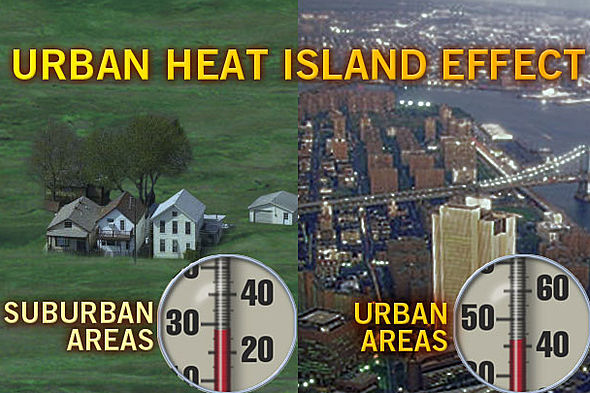 URBAN HEAT ISLAND EFFECT
SUBURBAN
AREAS
40
30
20
URBAN
AREAS
60
50
40